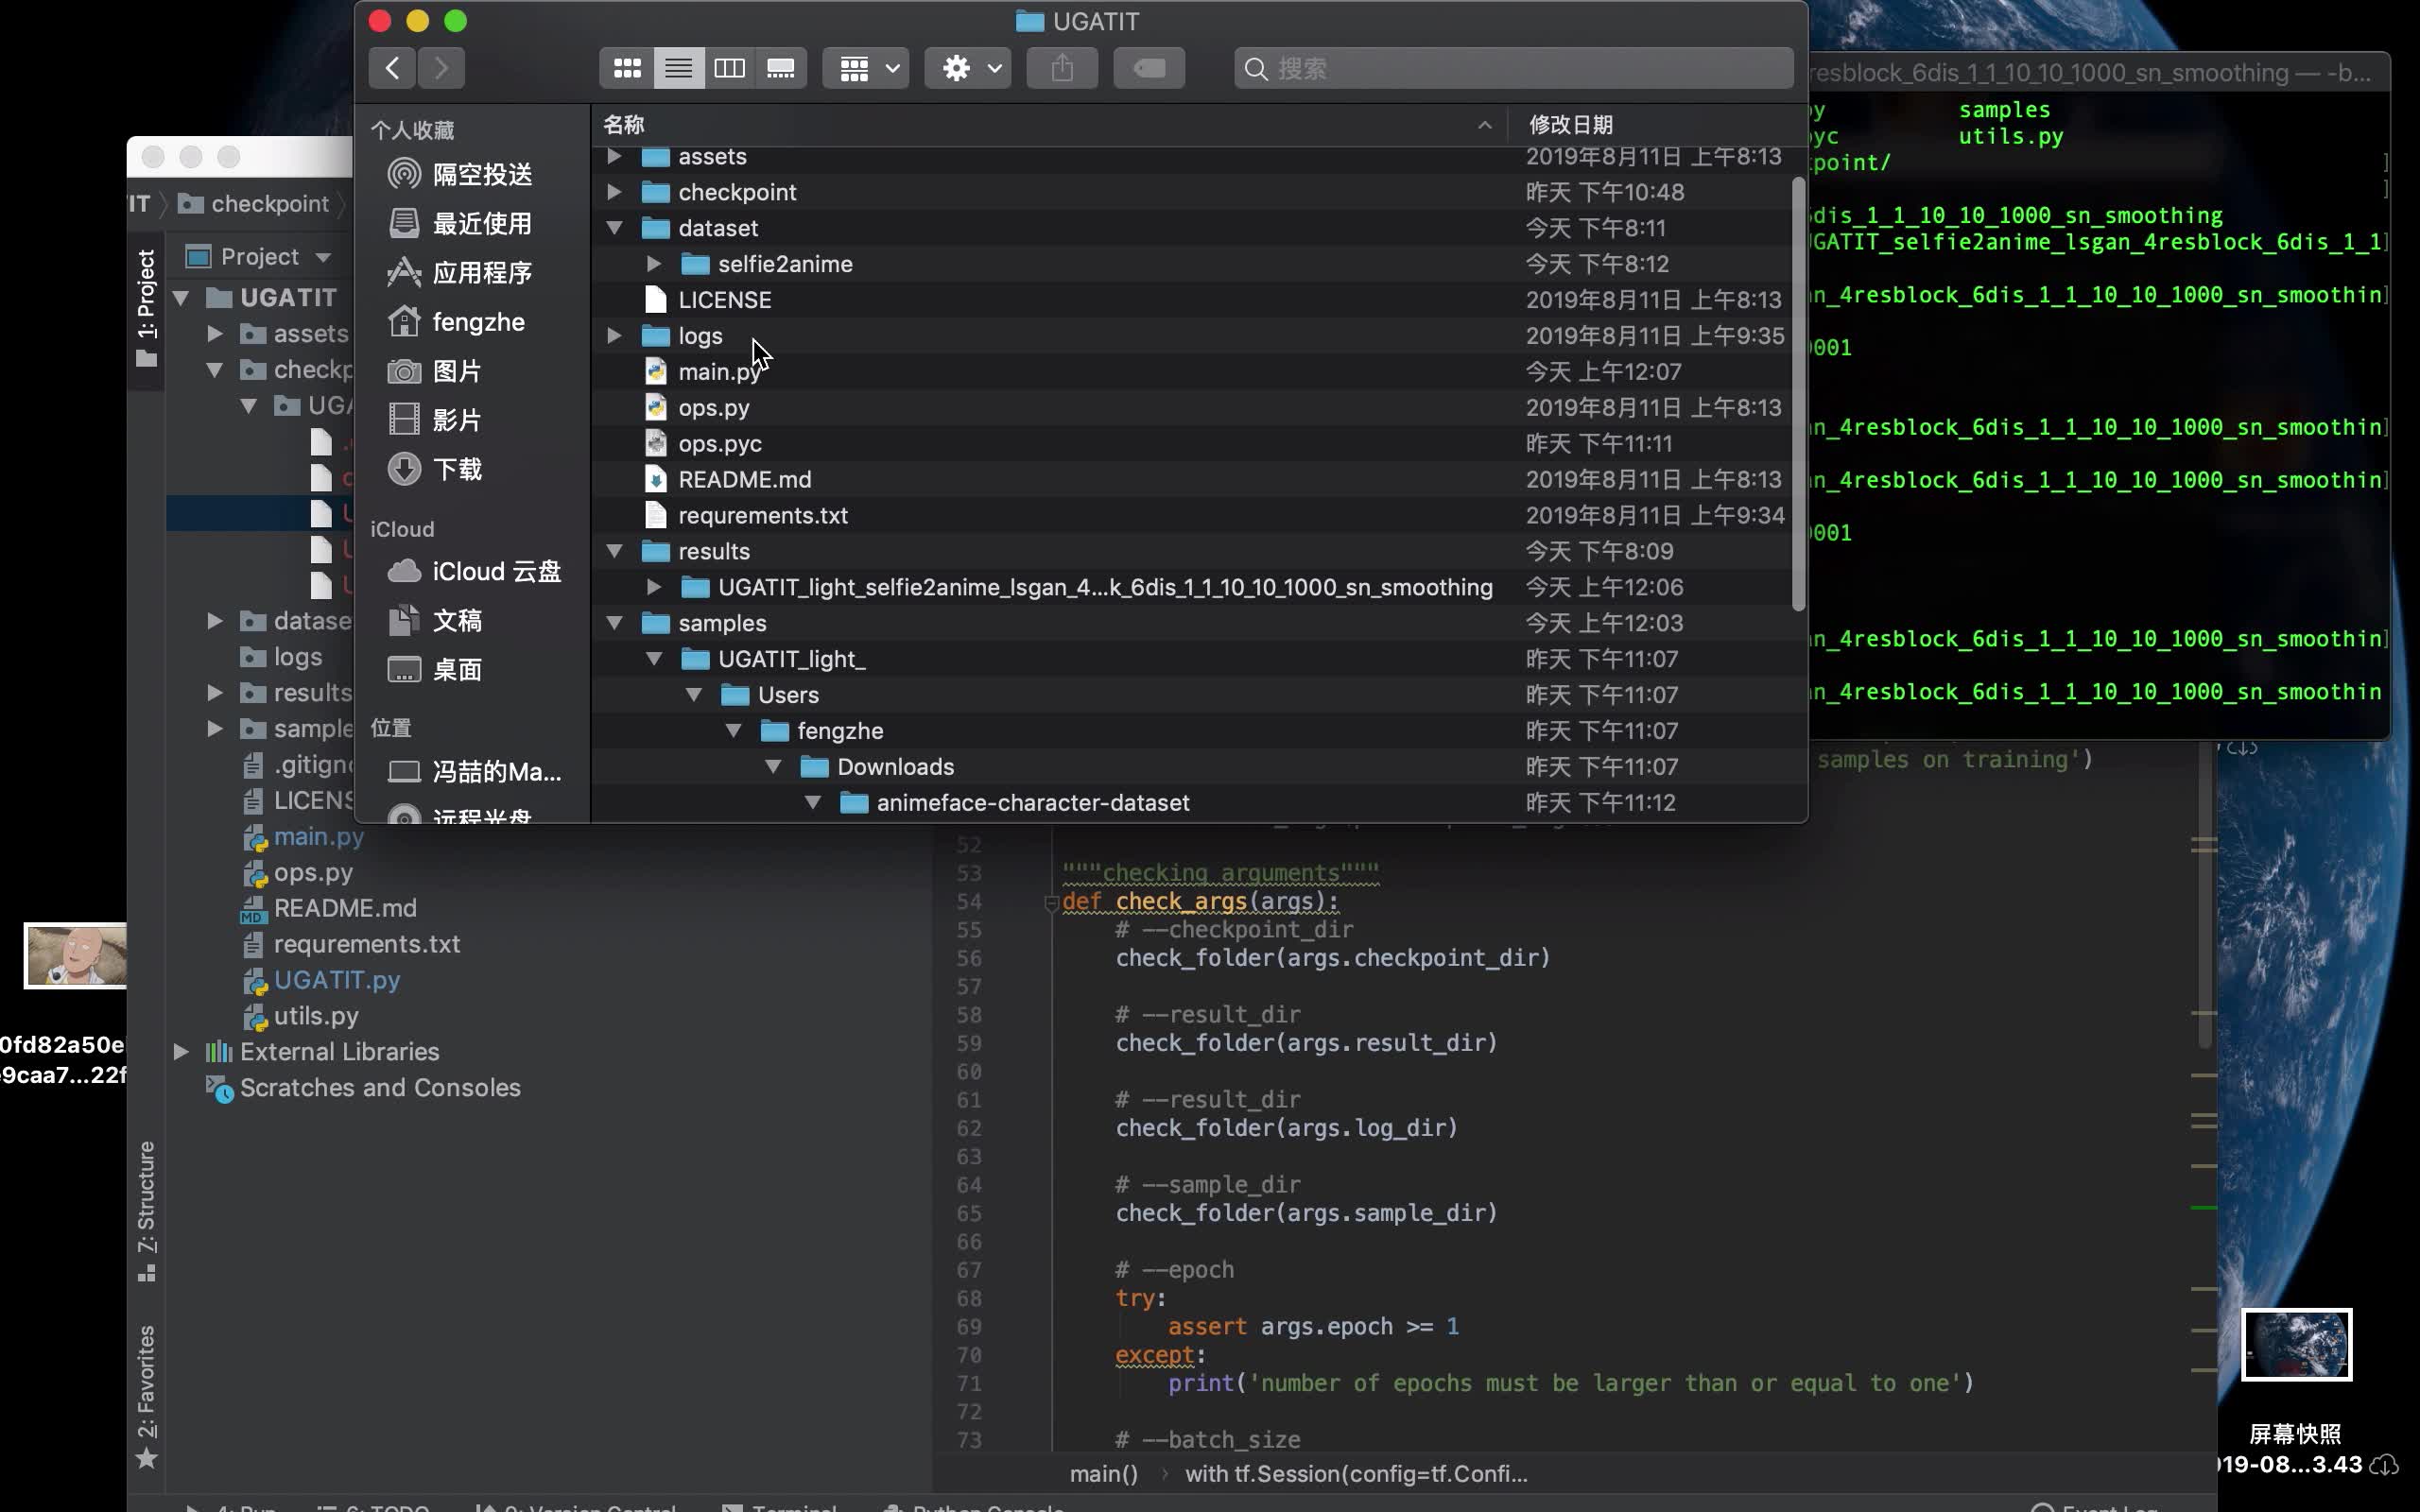 UGATIT
搜索
个人收藏
隔空投送
最近使用
应用程序
fengzhe
图片
影片
下载
iCloud
iCloud 云盘
文稿
桌面
位置
冯喆的Ma...
远程光盘
名称 修改日期
assets 2019年8月11日 上午8:13
checkpoint 昨天 下午10:48
dataset 今天 下午8:11
selfie2anime 今天 下午8:12
LICENSE 2019年8月11日 上午8:13
logs 2019年8月11日 上午9:35
main.py 今天 上午12:07
ops.py 2019年8月11日 上午8:13
ops.pyc 昨天 下午11:11
README.md 2019年8月11日 上午8:13
requrements.txt 2019年8月11日 上午9:34
results 今天 下午8:09
UGATIT_light_selfie2anime_lsgan_4...k_6dis_1_1_10_10_1000_sn_smoothing 今天 上午12:06
samples 今天 上午12:03
UGATIT_light_ 昨天 下午11:07
Users 昨天 下午11:07
fengzhe 昨天 下午11:07
Downloads 昨天 下午11:07
animeface-character-dataset 昨天 下午11:12
resblock_6dis_1_1_10_10_1000_sn_smoothing — -b...
y samples
yc utils.py
point/ ]
]
dis_1_1_10_10_1000_sn_smoothing
GATIT_selfie2anime_lsgan_4resblock_6dis_1_1]
n_4resblock_6dis_1_1_10_10_1000_sn_smoothin]
001
n_4resblock_6dis_1_1_10_10_1000_sn_smoothin]
n_4resblock_6dis_1_1_10_10_1000_sn_smoothin]
001
n_4resblock_6dis_1_1_10_10_1000_sn_smoothin]
n_4resblock_6dis_1_1_10_10_1000_sn_smoothin
IT checkpoint
1: Project
Project
UGATIT
assets
checkp
UGA
datase
logs
results
sample
.gitigno
LICENS
main.py
ops.py
README.md
requrements.txt
UGATIT.py
utils.py
External Libraries
Scratches and Consoles
7: Structure
2: Favorites
samples on training')
52
53 """checking arguments"""
54 def check_args(args):
55 # --checkpoint_dir
56 check_folder(args.checkpoint_dir)
57
58 # --result_dir
59 check_folder(args.result_dir)
60
61 # --result_dir
62 check_folder(args.log_dir)
63
64 # --sample_dir
65 check_folder(args.sample_dir)
66
67 # --epoch
68 try:
69 assert args.epoch >= 1
70 except:
71 print('number of epochs must be larger than or equal to one')
72
73 # --batch_size
main() › with tf.Session(config=tf.Confi...
4: Run 6: TODO 9: Version Control Terminal Python Console Event Log
0fd82a50e
9caa7...22f
屏幕快照
019-08...3.43